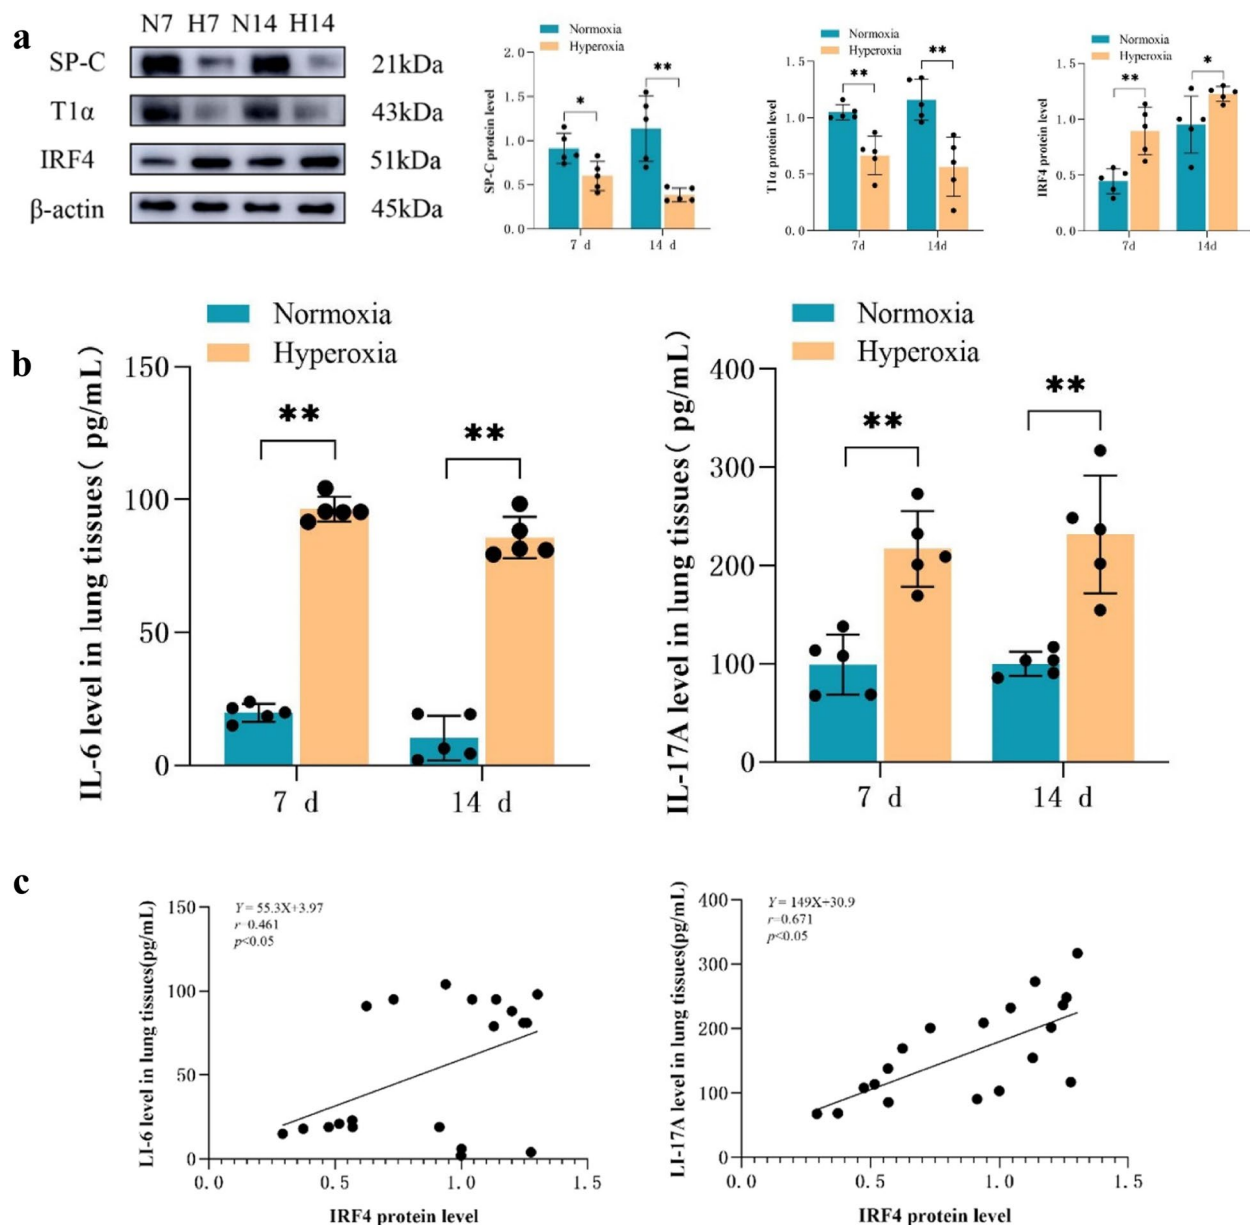 a
N7 H7 N14 H14
SP-C 21kDa
T1α 43kDa
IRF4 51kDa
β-actin 45kDa
Normoxia
Hyperoxia
SP-C protein level
2.0
1.5
1.0
0.5
0.0
*
**
7 d 14 d
Normoxia
Hyperoxia
T1α protein level
1.5
1.0
0.5
0.0
**
**
7d 14d
Normoxia
Hyperoxia
IRF4 protein level
1.5
1.0
0.5
0.0
**
*
7d 14d
b
Normoxia
Hyperoxia
IL-6 level in lung tissues( pg/mL)
150
100
50
0
**
**
7 d 14 d
Normoxia
Hyperoxia
IL-17A level in lung tissues( pg/mL)
400
300
200
100
0
**
**
7 d 14 d
c
LI-6 level in lung tissues(pg/mL)
150
100
50
0
Y = 55.3X+3.97
r=0.461
p<0.05
0.0 0.5 1.0 1.5
IRF4 protein level
LI-17A level in lung tissues(pg/mL)
400
300
200
100
0
Y = 149X+30.9
r=0.671
p<0.05
0.0 0.5 1.0 1.5
IRF4 protein level